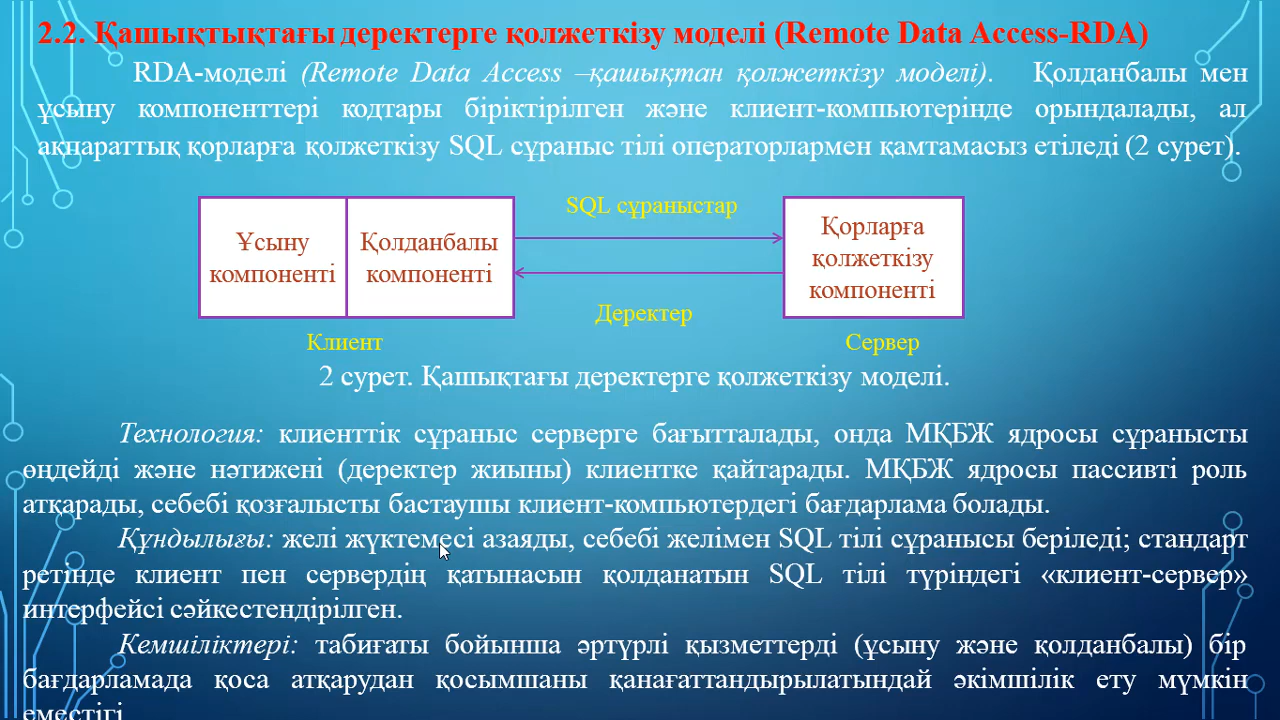 2.2. Қашықтықтағы деректерге қолжеткізу моделі (Remote Data Access-RDA)
RDA-моделі (Remote Data Access –қашықтан қолжеткізу моделі). Қолданбалы мен
ұсыну компоненттері кодтары біріктірілген және клиент-компьютерінде орындалады, ал
ақпараттық қорларға қолжеткізу SQL сұраныс тілі операторлармен қамтамасыз етіледі (2 сурет).
SQL сұраныстар
Ұсыну
компоненті
Қолданбалы
компоненті
Қорларға
қолжеткізу
компоненті
Деректер
Клиент
Сервер
2 сурет. Қашықтағы деректерге қолжеткізу моделі.
Технология: клиенттік сұраныс серверге бағытталады, онда МҚБЖ ядросы сұранысты
өңдейді және нәтижені (деректер жиыны) клиентке қайтарады. МҚБЖ ядросы пассивті роль
атқарады, себебі қозғалысты бастаушы клиент-компьютердегі бағдарлама болады.
Құндылығы: желі жүктемесі азаяды, себебі желімен SQL тілі сұранысы беріледі; стандарт
ретінде клиент пен сервердің қатынасын қолданатын SQL тілі түріндегі «клиент-сервер»
интерфейсі сәйкестендірілген.
Кемшіліктері: табиғаты бойынша әртүрлі қызметтерді (ұсыну және қолданбалы) бір
бағдарламада қоса атқарудан қосымшаны қанағаттандырылатындай әкімшілік ету мүмкін
еместігі